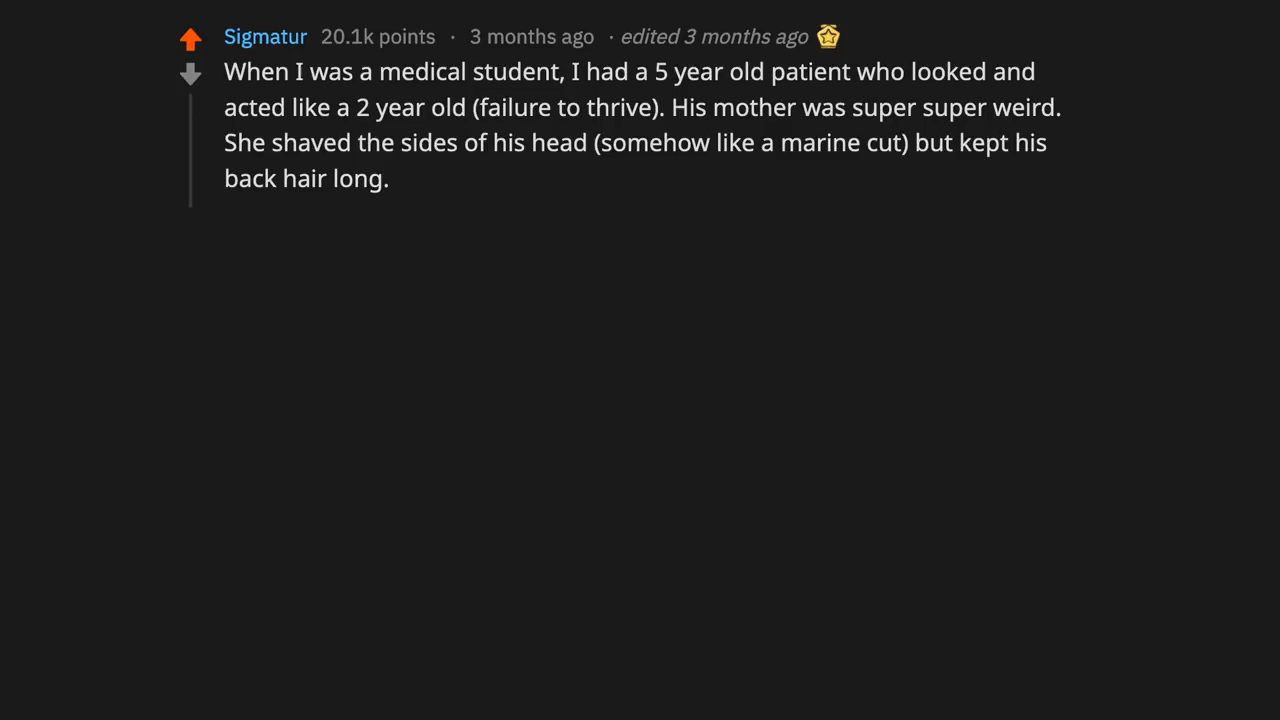 Sigmatur 20.1k points · 3 months ago · edited 3 months ago
When I was a medical student, I had a 5 year old patient who looked and
acted like a 2 year old (failure to thrive). His mother was super super weird.
She shaved the sides of his head (somehow like a marine cut) but kept his
back hair long.